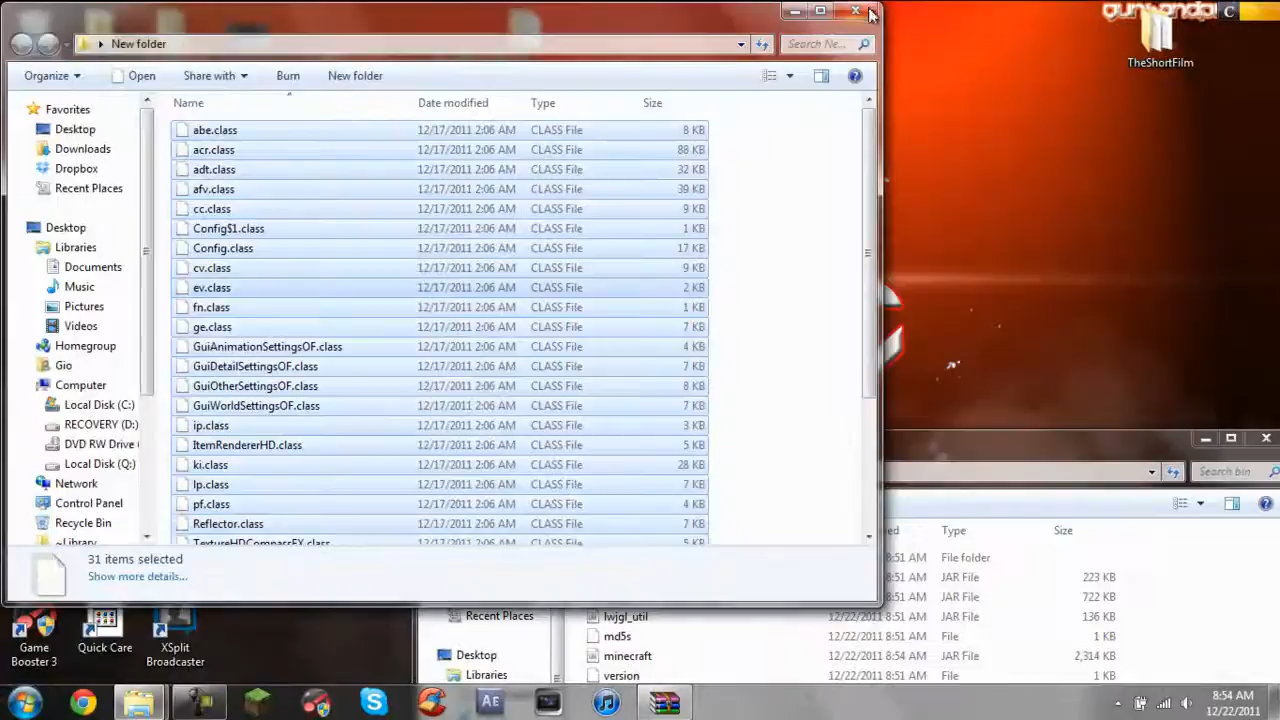 C
New folder
Search Ne...
TheShortFilm
Organize
Open
Share with
Burn
New folder
Name
Date modified
Type
Size
Favorites
Desktop
Downloads
Dropbox
Recent Places
Desktop
Libraries
Documents
Music
Pictures
Videos
Homegroup
Gio
Computer
Local Disk (C:)
RECOVERY (D:)
DVD RW Drive (
Local Disk (Q:)
Network
Control Panel
Recycle Bin
~Library
abe.class 12/17/2011 2:06 AM CLASS File 8 KB
acr.class 12/17/2011 2:06 AM CLASS File 88 KB
adt.class 12/17/2011 2:06 AM CLASS File 32 KB
afv.class 12/17/2011 2:06 AM CLASS File 39 KB
cc.class 12/17/2011 2:06 AM CLASS File 9 KB
Config$1.class 12/17/2011 2:06 AM CLASS File 1 KB
Config.class 12/17/2011 2:06 AM CLASS File 17 KB
cv.class 12/17/2011 2:06 AM CLASS File 9 KB
ev.class 12/17/2011 2:06 AM CLASS File 2 KB
fn.class 12/17/2011 2:06 AM CLASS File 1 KB
ge.class 12/17/2011 2:06 AM CLASS File 7 KB
GuiAnimationSettingsOF.class 12/17/2011 2:06 AM CLASS File 4 KB
GuiDetailSettingsOF.class 12/17/2011 2:06 AM CLASS File 7 KB
GuiOtherSettingsOF.class 12/17/2011 2:06 AM CLASS File 8 KB
GuiWorldSettingsOF.class 12/17/2011 2:06 AM CLASS File 7 KB
ip.class 12/17/2011 2:06 AM CLASS File 3 KB
ItemRendererHD.class 12/17/2011 2:06 AM CLASS File 5 KB
ki.class 12/17/2011 2:06 AM CLASS File 28 KB
lp.class 12/17/2011 2:06 AM CLASS File 7 KB
pf.class 12/17/2011 2:06 AM CLASS File 4 KB
Reflector.class 12/17/2011 2:06 AM CLASS File 7 KB
TextureHDCompassFX.class 12/17/2011 2:06 AM CLASS File 5 KB
31 items selected
Show more details...
Search bin
Type
Size
8:51 AM File folder
8:51 AM JAR File 223 KB
8:51 AM JAR File 722 KB
lwjgl_util 12/22/2011 8:51 AM JAR File 136 KB
md5s 12/22/2011 8:51 AM File 1 KB
minecraft 12/22/2011 8:54 AM JAR File 2,314 KB
version 12/22/2011 8:51 AM File 1 KB
Recent Places
Desktop
Libraries
Game
Booster 3
Quick Care
XSplit
Broadcaster
Ae
8:54 AM
12/22/2011